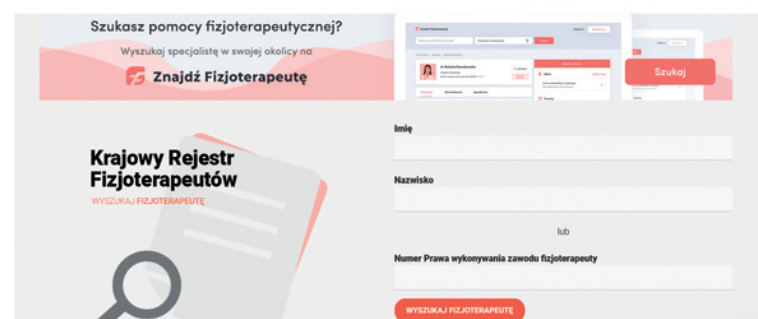 Szukasz pomocy fizjoterapeutycznej?
Wyszukaj specjalistę w swojej okolicy na
Znajdź Fizjoterapeutę
Szukaj
Krajowy Rejestr
Fizjoterapeutów
WYSZUKAJ FIZJOTERAPEUTĘ
Imię
Nazwisko
lub
Numer Prawa wykonywania zawodu fizjoterapeuty
WYSZUKAJ FIZJOTERAPEUTĘ